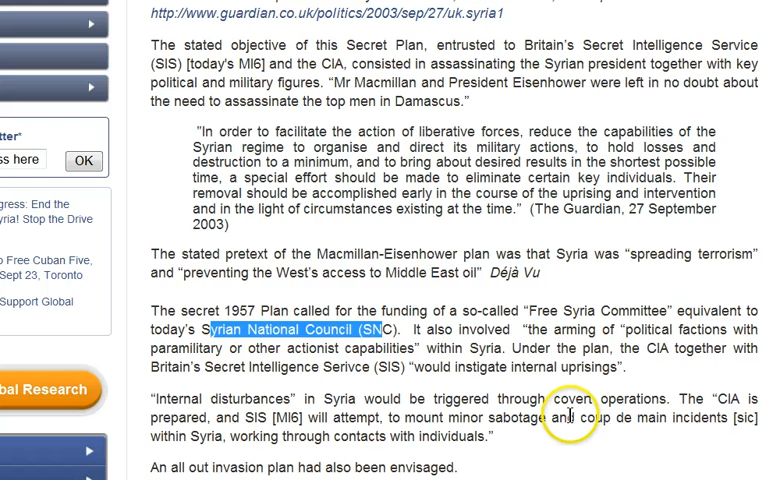 http://www.guardian.co.uk/politics/2003/sep/27/uk.syria1
The stated objective of this Secret Plan, entrusted to Britain's Secret Intelligence Service
(SIS) [today's MI6] and the CIA, consisted in assassinating the Syrian president together with key
political and military figures. “Mr Macmillan and President Eisenhower were left in no doubt about
the need to assassinate the top men in Damascus.”
"In order to facilitate the action of liberative forces, reduce the capabilities of the
Syrian regime to organise and direct its military actions, to hold losses and
destruction to a minimum, and to bring about desired results in the shortest possible
time, a special effort should be made to eliminate certain key individuals. Their
removal should be accomplished early in the course of the uprising and intervention
and in the light of circumstances existing at the time.” (The Guardian, 27 September
2003)
The stated pretext of the Macmillan-Eisenhower plan was that Syria was “spreading terrorism”
and “preventing the West's access to Middle East oil” Déjà Vu
The secret 1957 Plan called for the funding of a so-called “Free Syria Committee” equivalent to
today's Syrian National Council (SNC). It also involved “the arming of “political factions with
paramilitary or other actionist capabilities” within Syria. Under the plan, the CIA together with
Britain's Secret Intelligence Serivce (SIS) “would instigate internal uprisings”.
“Internal disturbances” in Syria would be triggered through covert operations. The “CIA is
prepared, and SIS [MI6] will attempt, to mount minor sabotage and coup de main incidents [sic]
within Syria, working through contacts with individuals.”
An all out invasion plan had also been envisaged.
tter*
ss here
OK
gress: End the
yria! Stop the Drive
o Free Cuban Five,
Sept 23, Toronto
Support Global
bal Research